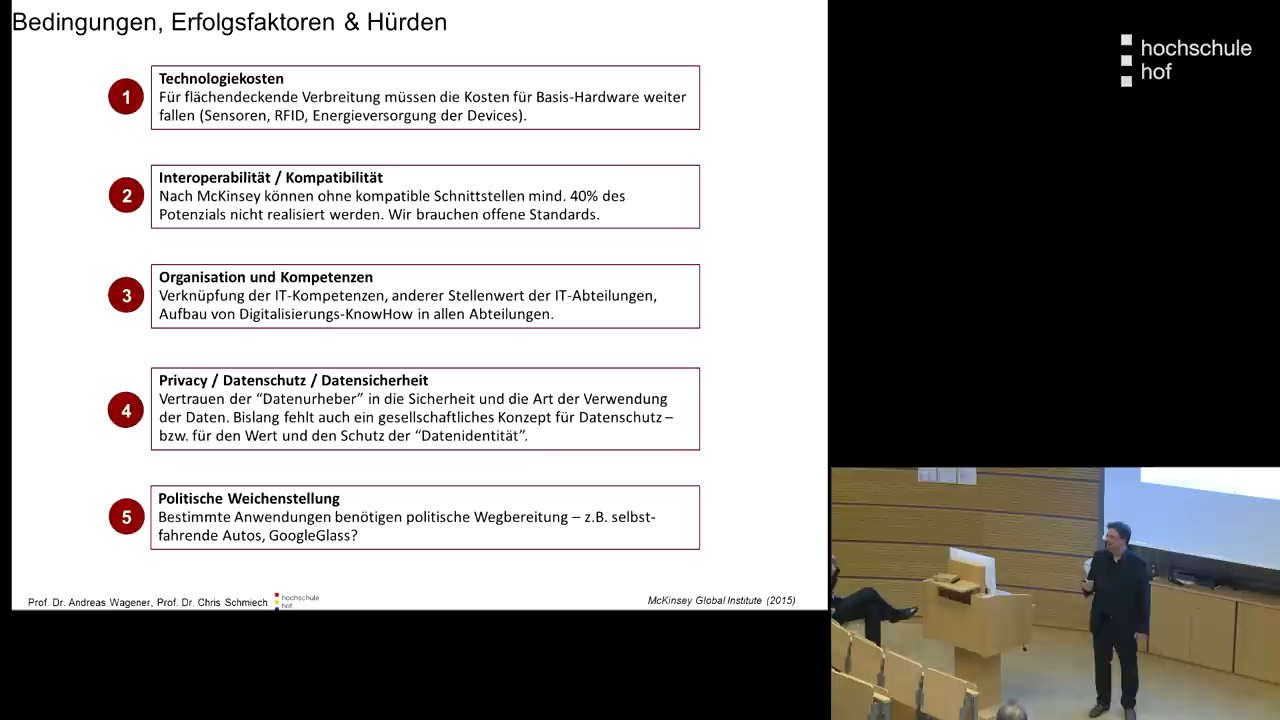 Bedingungen, Erfolgsfaktoren & Hürden
hochschule
hof
1
Technologiekosten
Für flächendeckende Verbreitung müssen die Kosten für Basis-Hardware weiter
fallen (Sensoren, RFID, Energieversorgung der Devices).
2
Interoperabilität / Kompatibilität
Nach McKinsey können ohne kompatible Schnittstellen mind. 40% des
Potenzials nicht realisiert werden. Wir brauchen offene Standards.
3
Organisation und Kompetenzen
Verknüpfung der IT-Kompetenzen, anderer Stellenwert der IT-Abteilungen,
Aufbau von Digitalisierungs-KnowHow in allen Abteilungen.
4
Privacy / Datenschutz / Datensicherheit
Vertrauen der “Datenurheber” in die Sicherheit und die Art der Verwendung
der Daten. Bislang fehlt auch ein gesellschaftliches Konzept für Datenschutz –
bzw. für den Wert und den Schutz der “Datenidentität”.
5
Politische Weichenstellung
Bestimmte Anwendungen benötigen politische Wegbereitung – z.B. selbst-
fahrende Autos, GoogleGlass?
Prof. Dr. Andreas Wagener, Prof. Dr. Chris Schmiech
hochschule
hof
McKinsey Global Institute (2015)